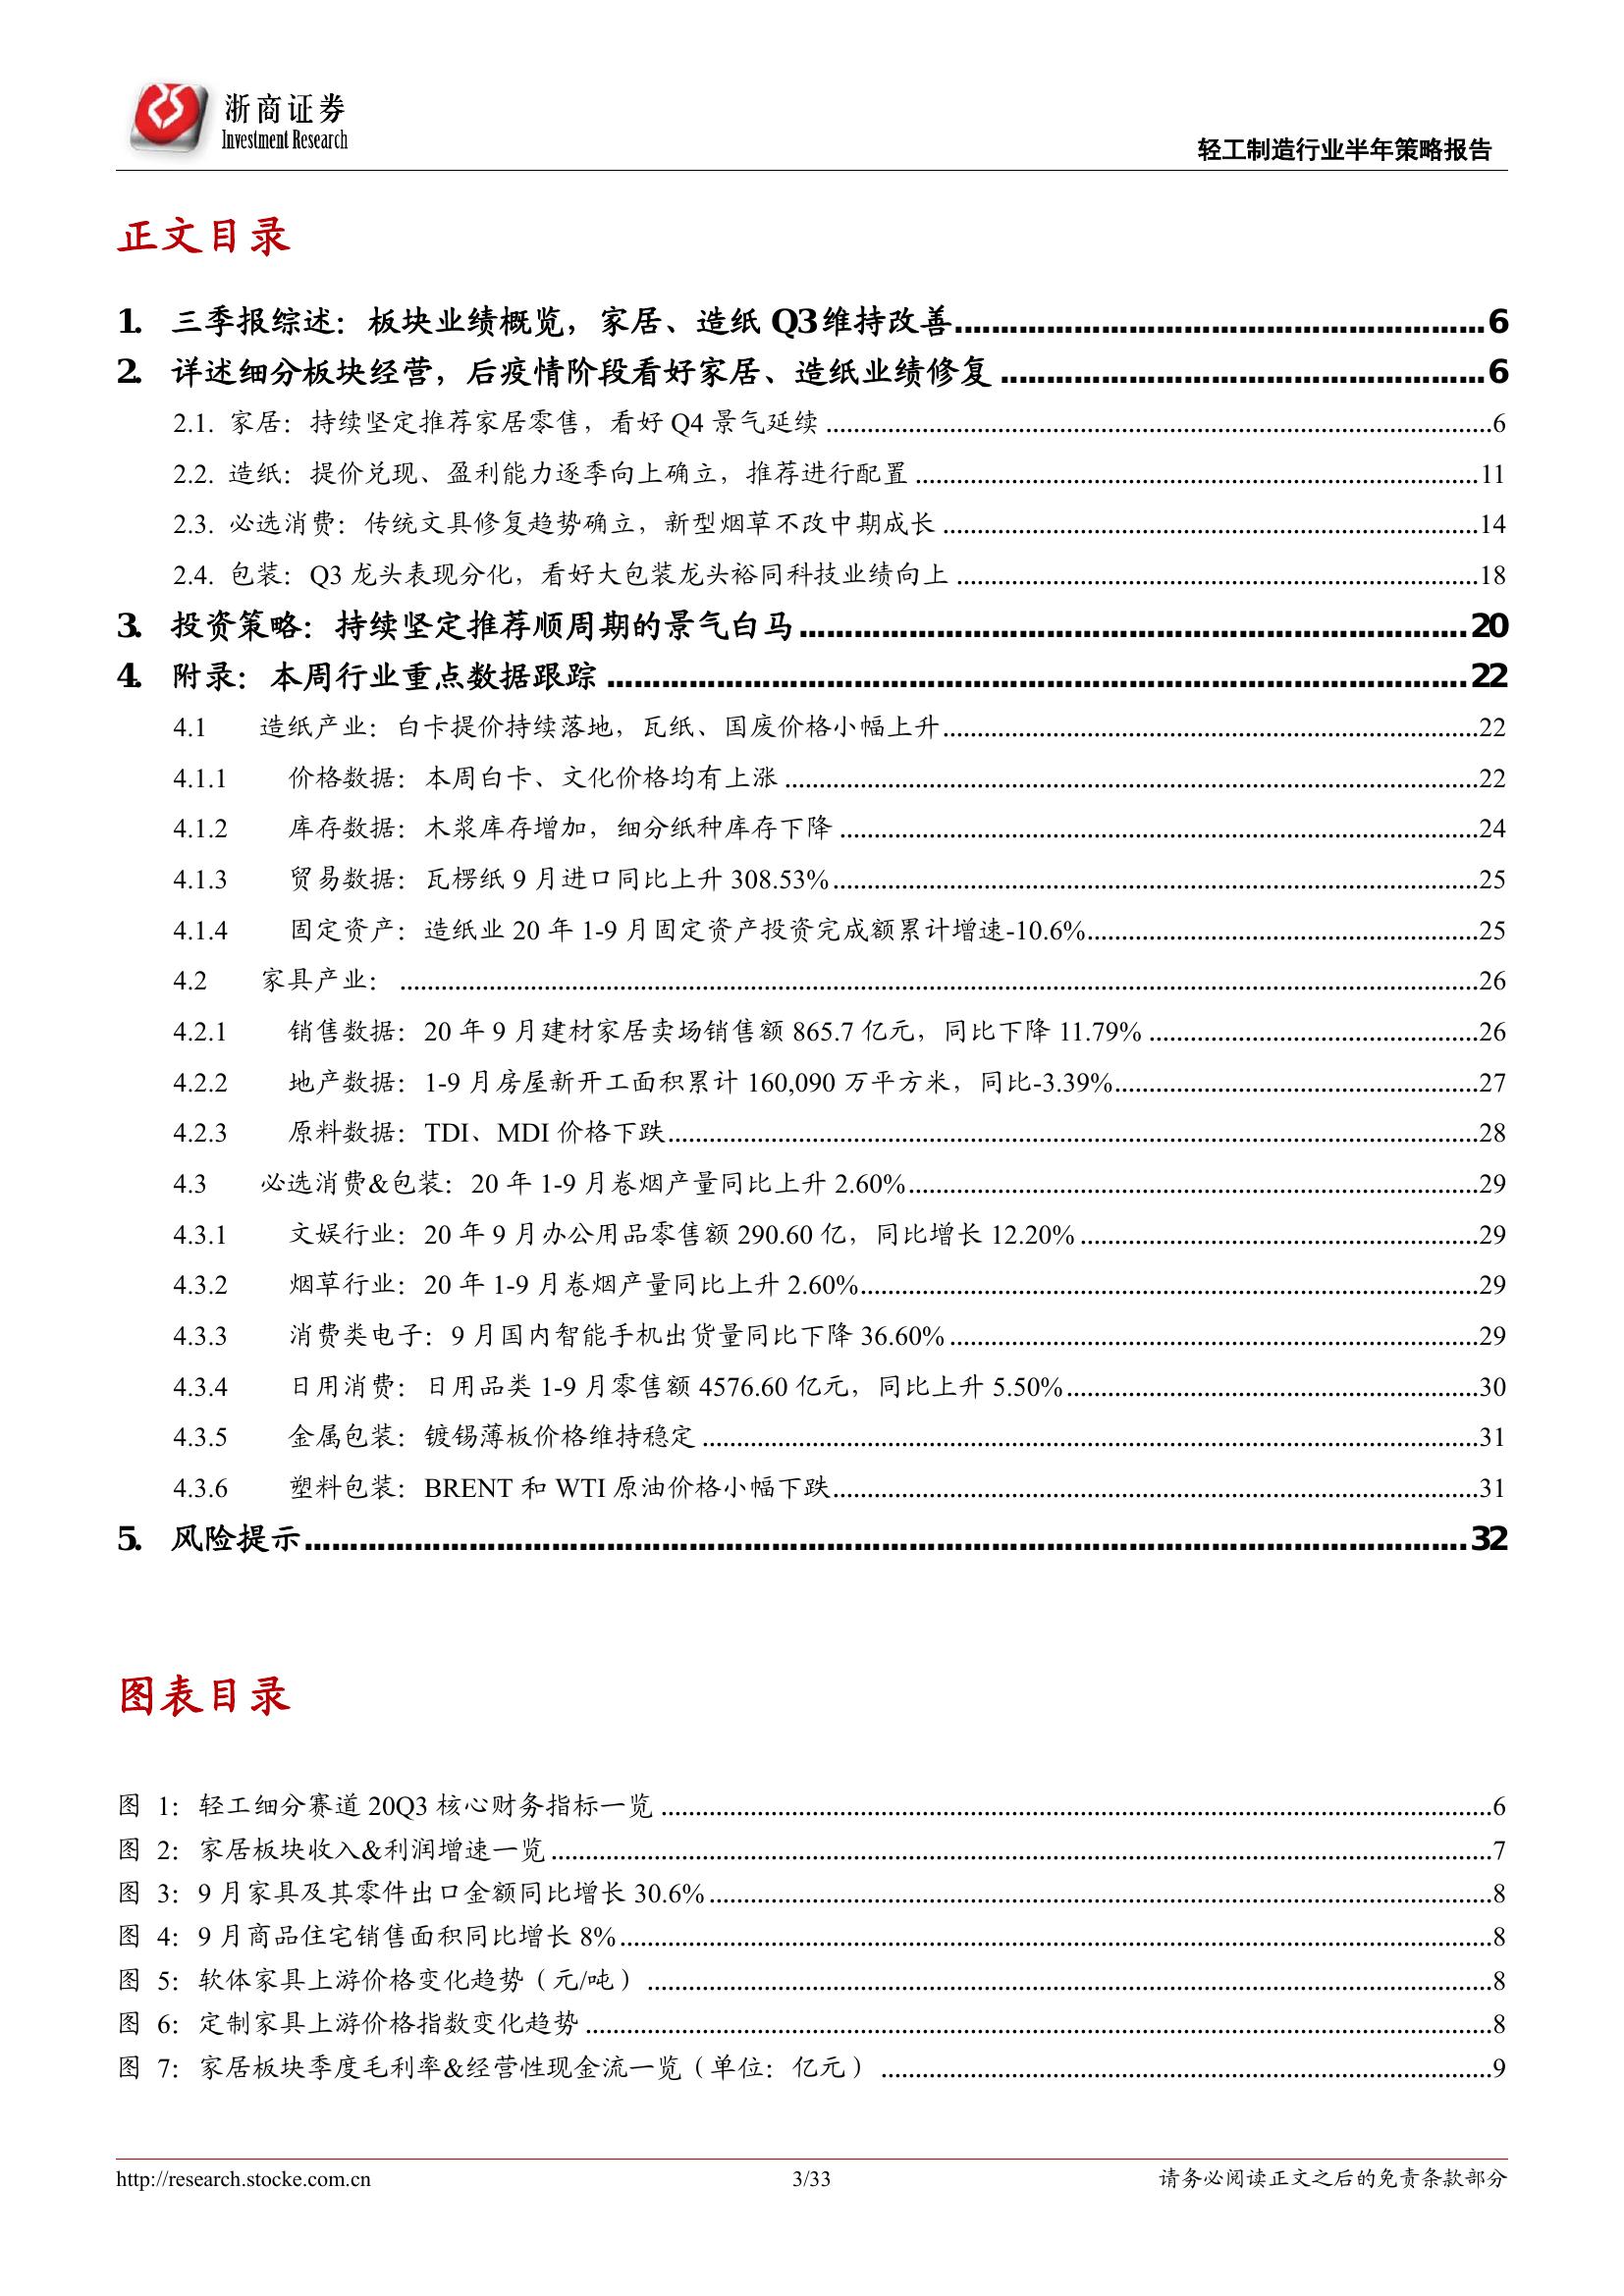 浙商证券
Investment Research
轻工制造行业半年策略报告
正文目录
1. 三季报综述：板块业绩概览，家居、造纸 Q3 维持改善 6
2. 详述细分板块经营，后疫情阶段看好家居、造纸业绩修复 6
2.1. 家居：持续坚定推荐家居零售，看好 Q4 景气延续 6
2.2. 造纸：提价兑现、盈利能力逐季向上确立，推荐进行配置 11
2.3. 必选消费：传统文具修复趋势确立，新型烟草不改中期成长 14
2.4. 包装：Q3 龙头表现分化，看好大包装龙头裕同科技业绩向上 18
3. 投资策略：持续坚定推荐顺周期的景气白马 20
4. 附录：本周行业重点数据跟踪 22
4.1 造纸产业：白卡提价持续落地，瓦纸、国废价格小幅上升 22
4.1.1 价格数据：本周白卡、文化价格均有上涨 22
4.1.2 库存数据：木浆库存增加，细分纸种库存下降 24
4.1.3 贸易数据：瓦楞纸 9 月进口同比上升 308.53% 25
4.1.4 固定资产：造纸业 20 年 1-9 月固定资产投资完成额累计增速-10.6% 25
4.2 家具产业： 26
4.2.1 销售数据：20 年 9 月建材家居卖场销售额 865.7 亿元，同比下降 11.79% 26
4.2.2 地产数据：1-9 月房屋新开工面积累计 160,090 万平方米，同比-3.39% 27
4.2.3 原料数据：TDI、MDI 价格下跌 28
4.3 必选消费&包装：20 年 1-9 月卷烟产量同比上升 2.60% 29
4.3.1 文娱行业：20 年 9 月办公用品零售额 290.60 亿，同比增长 12.20% 29
4.3.2 烟草行业：20 年 1-9 月卷烟产量同比上升 2.60% 29
4.3.3 消费类电子：9 月国内智能手机出货量同比下降 36.60% 29
4.3.4 日用消费：日用品类 1-9 月零售额 4576.60 亿元，同比上升 5.50% 30
4.3.5 金属包装：镀锡薄板价格维持稳定 31
4.3.6 塑料包装：BRENT 和 WTI 原油价格小幅下跌 31
5. 风险提示 32
图表目录
图 1：轻工细分赛道 20Q3 核心财务指标一览 6
图 2：家居板块收入&利润增速一览 7
图 3：9 月家具及其零件出口金额同比增长 30.6% 8
图 4：9 月商品住宅销售面积同比增长 8% 8
图 5：软体家具上游价格变化趋势（元/吨） 8
图 6：定制家具上游价格指数变化趋势 8
图 7：家居板块季度毛利率&经营性现金流一览（单位：亿元） 9
http://research.stocke.com.cn
3/33
请务必阅读正文之后的免责条款部分